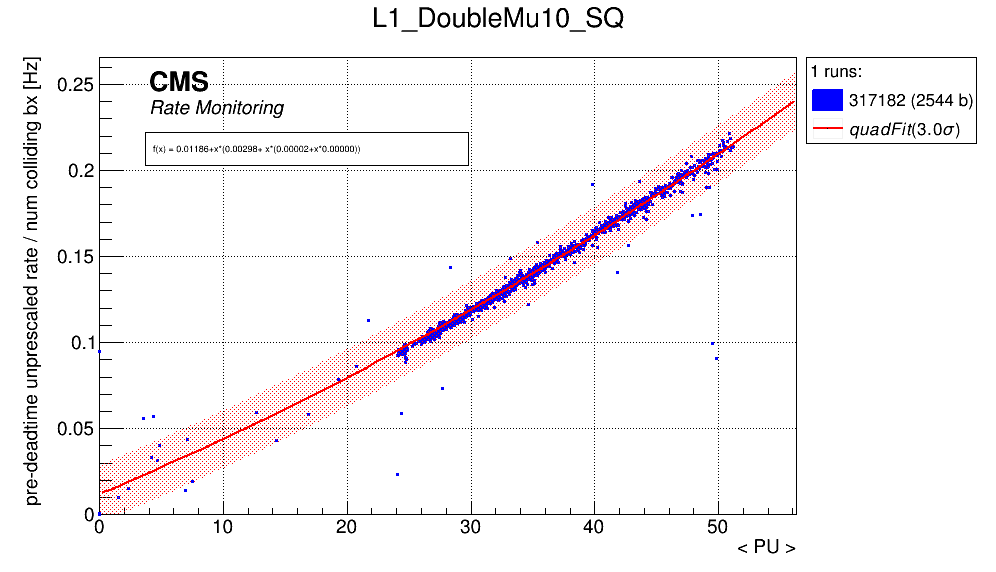 L1_DoubleMu10_SQ
pre-deadtime unprescaled rate / num colliding bx [Hz]
0.25
0.2
0.15
0.1
0.05
0
CMS
Rate Monitoring
f(x) = 0.01186+x*(0.00298+ x*(0.00002+x*0.00000))
0 10 20 30 40 50
< PU >
1 runs:
317182 (2544 b)
quadFit(3.0σ)